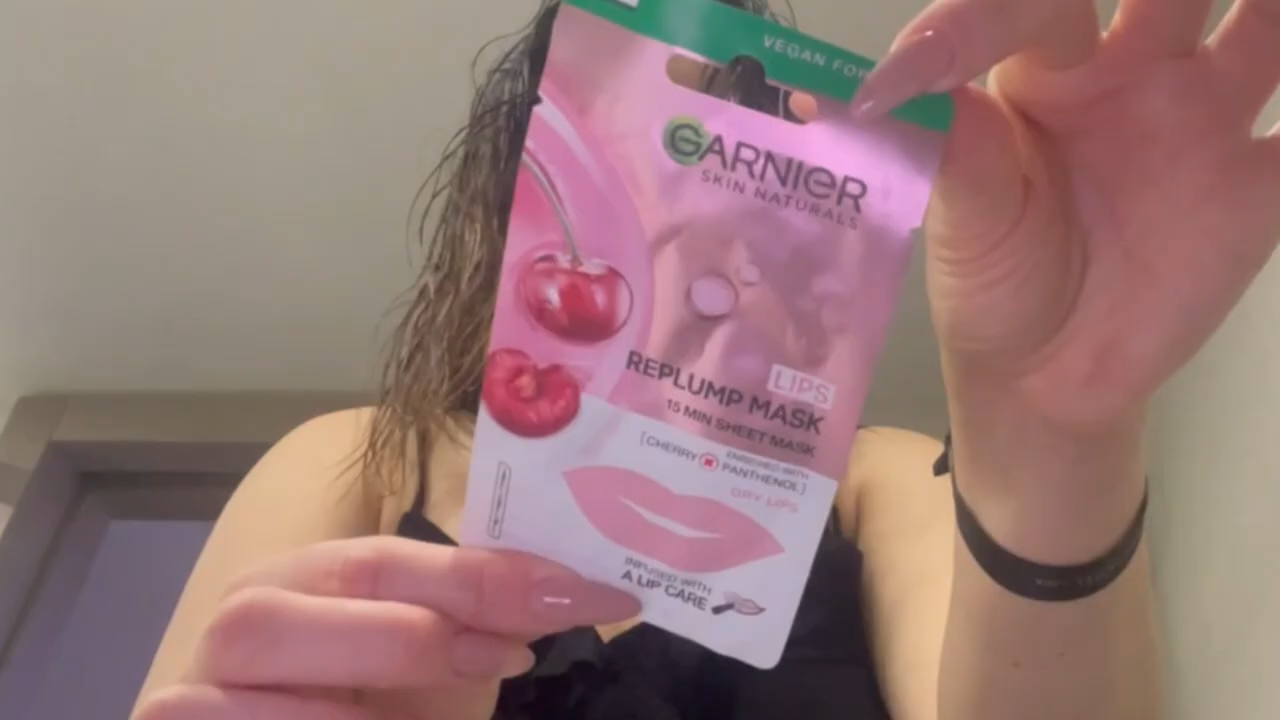 VEGAN FOR
GARNIER
SKIN NATURALS
LIPS
REPLUMP MASK
15 MIN SHEET MASK
ENRICHED WITH
[CHERRY PANTHENOL]
DRY LIPS
INFUSED WITH
A LIP CARE